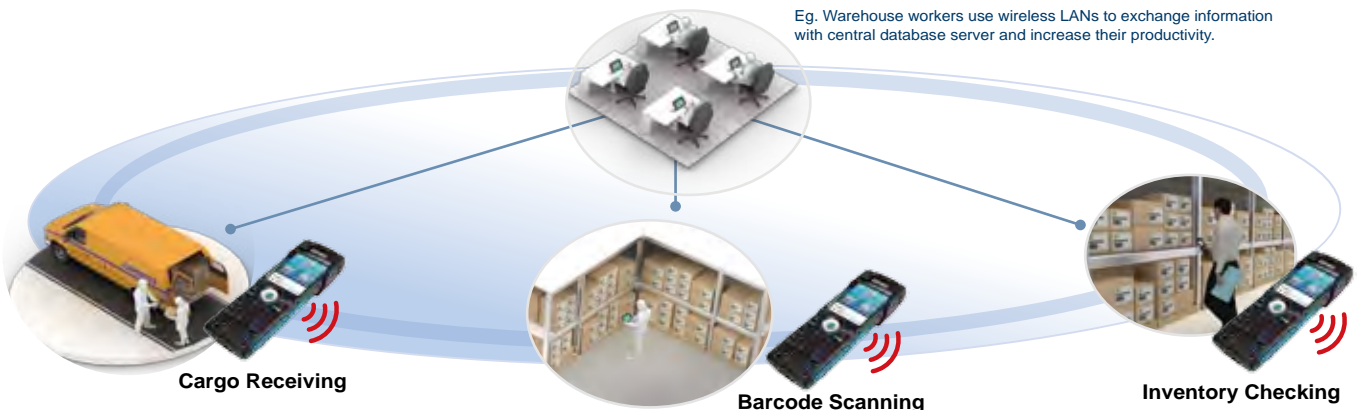 Eg. Warehouse workers use wireless LANs to exchange information
with central database server and increase their productivity.
Cargo Receiving
Barcode Scanning
Inventory Checking